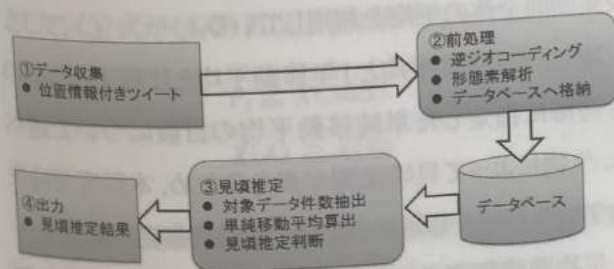 ①データ収集
● 位置情報付きツイート
②前処理
● 逆ジオコーディング
● 形態素解析
● データベースへ格納
データベース
③見頃推定
● 対象データ件数抽出
● 単純移動平均算出
● 見頃推定判断
④出力
● 見頃推定結果